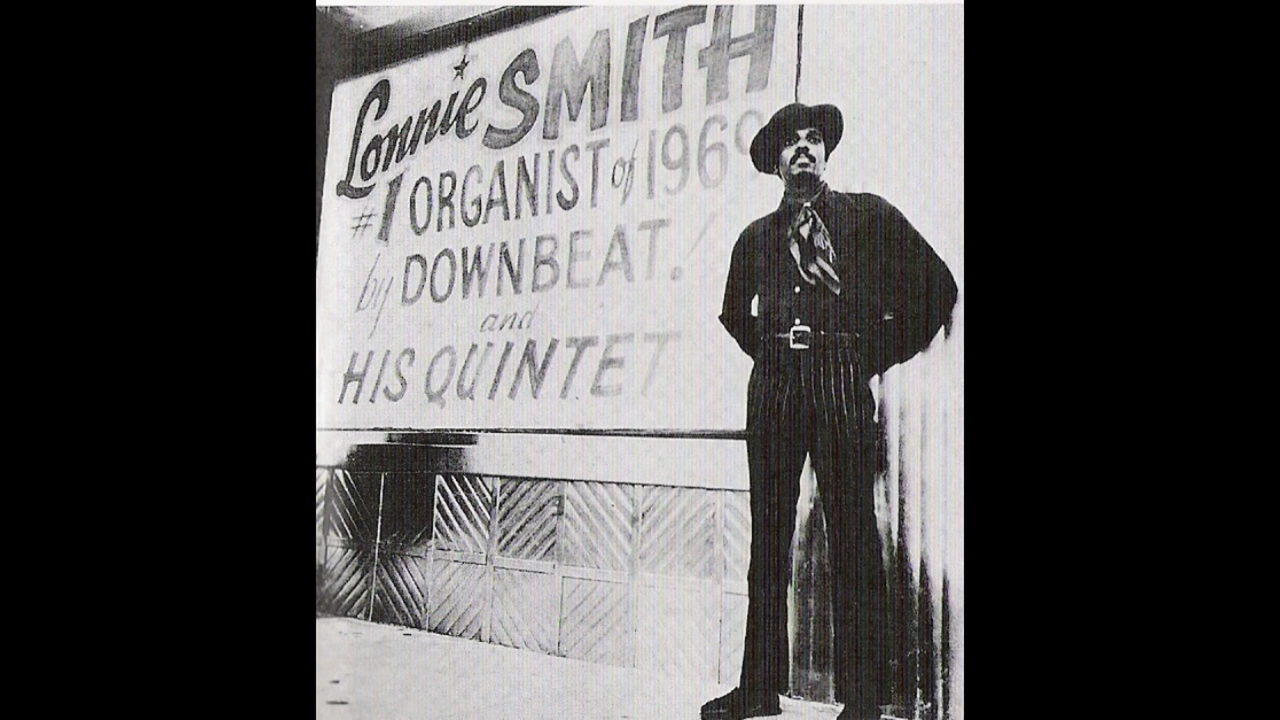 Lonnie SMITH
#1 ORGANIST of 1969
by DOWNBEAT!
and
HIS QUINTET